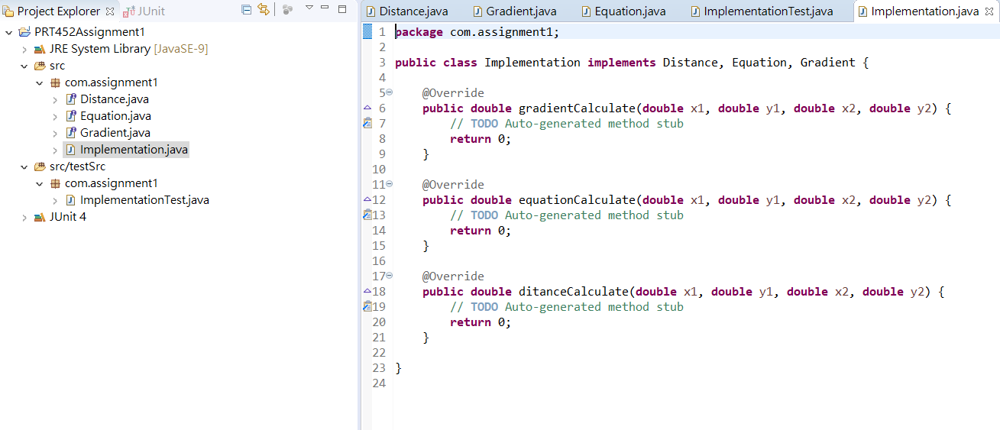 Project Explorer
JUnit
PRT452Assignment1
JRE System Library [JavaSE-9]
src
com.assignment1
Distance.java
Equation.java
Gradient.java
Implementation.java
src/testSrc
com.assignment1
ImplementationTest.java
JUnit 4
Distance.java Gradient.java Equation.java ImplementationTest.java Implementation.java
1 package com.assignment1;
2
3 public class Implementation implements Distance, Equation, Gradient {
4
5 @Override
6 public double gradientCalculate(double x1, double y1, double x2, double y2) {
7 // TODO Auto-generated method stub
8 return 0;
9 }
10
11 @Override
12 public double equationCalculate(double x1, double y1, double x2, double y2) {
13 // TODO Auto-generated method stub
14 return 0;
15 }
16
17 @Override
18 public double ditanceCalculate(double x1, double y1, double x2, double y2) {
19 // TODO Auto-generated method stub
20 return 0;
21 }
22
23 }
24